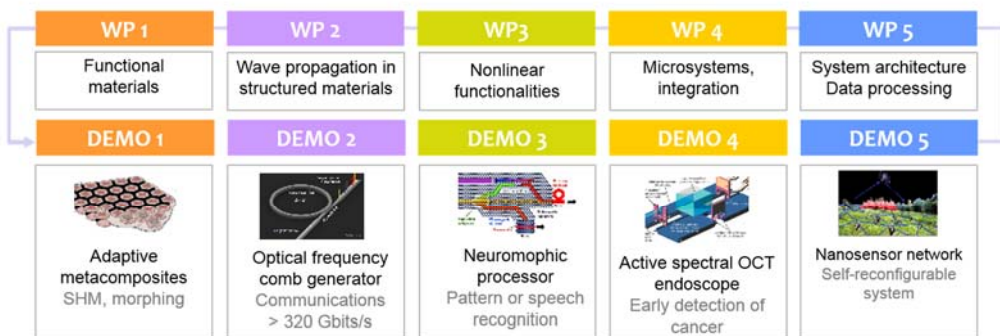 WP 1
WP 2
WP3
WP 4
WP 5
Functional
materials
Wave propagation in
structured materials
Nonlinear
functionalities
Microsystems,
integration
System architecture
Data processing
DEMO 1
DEMO 2
DEMO 3
DEMO 4
DEMO 5
Adaptive
metacomposites
SHM, morphing
Optical frequency
comb generator
Communications
> 320 Gbits/s
Neuromophic
processor
Pattern or speech
recognition
Active spectral OCT
endoscope
Early detection of
cancer
Nanosensor network
Self-reconfigurable
system